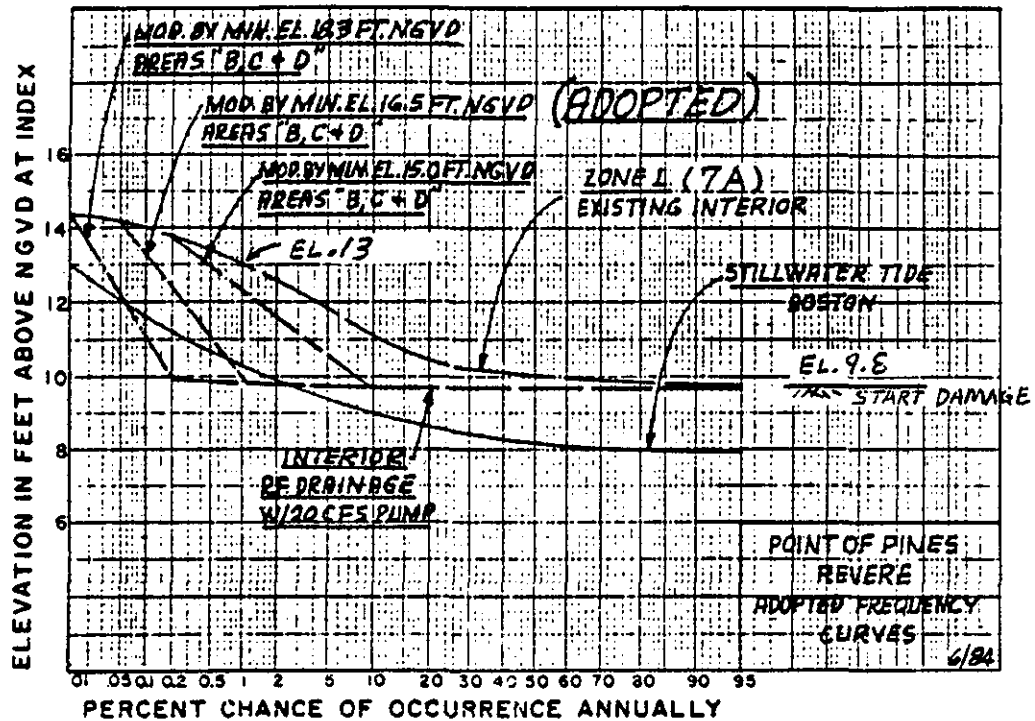 MOD. BY MIN. EL. 18.3 FT. NGVD
AREAS "B, C & D"
MOD. BY MIN. EL. 16.5 FT. NGVD (ADOPTED)
AREAS "B, C & D"
MOD. BY MIN. EL. 15.0 FT. NGVD
AREAS "B, C & D"
ZONE I (7A)
EXISTING INTERIOR
EL. 13
STILLWATER TIDE
BOSTON
EL. 9.8
START DAMAGE
INTERIOR
DRAINAGE
W/20 CFS PUMP
POINT OF PINES
REVERE
ADOPTED FREQUENCY
CURVES
6/84
ELEVATION IN FEET ABOVE NGVD AT INDEX
16
14
12
10
8
6
.01 .05 0.1 0.2 0.5 1 2 5 10 20 30 40 50 60 70 80 90 95
PERCENT CHANCE OF OCCURRENCE ANNUALLY